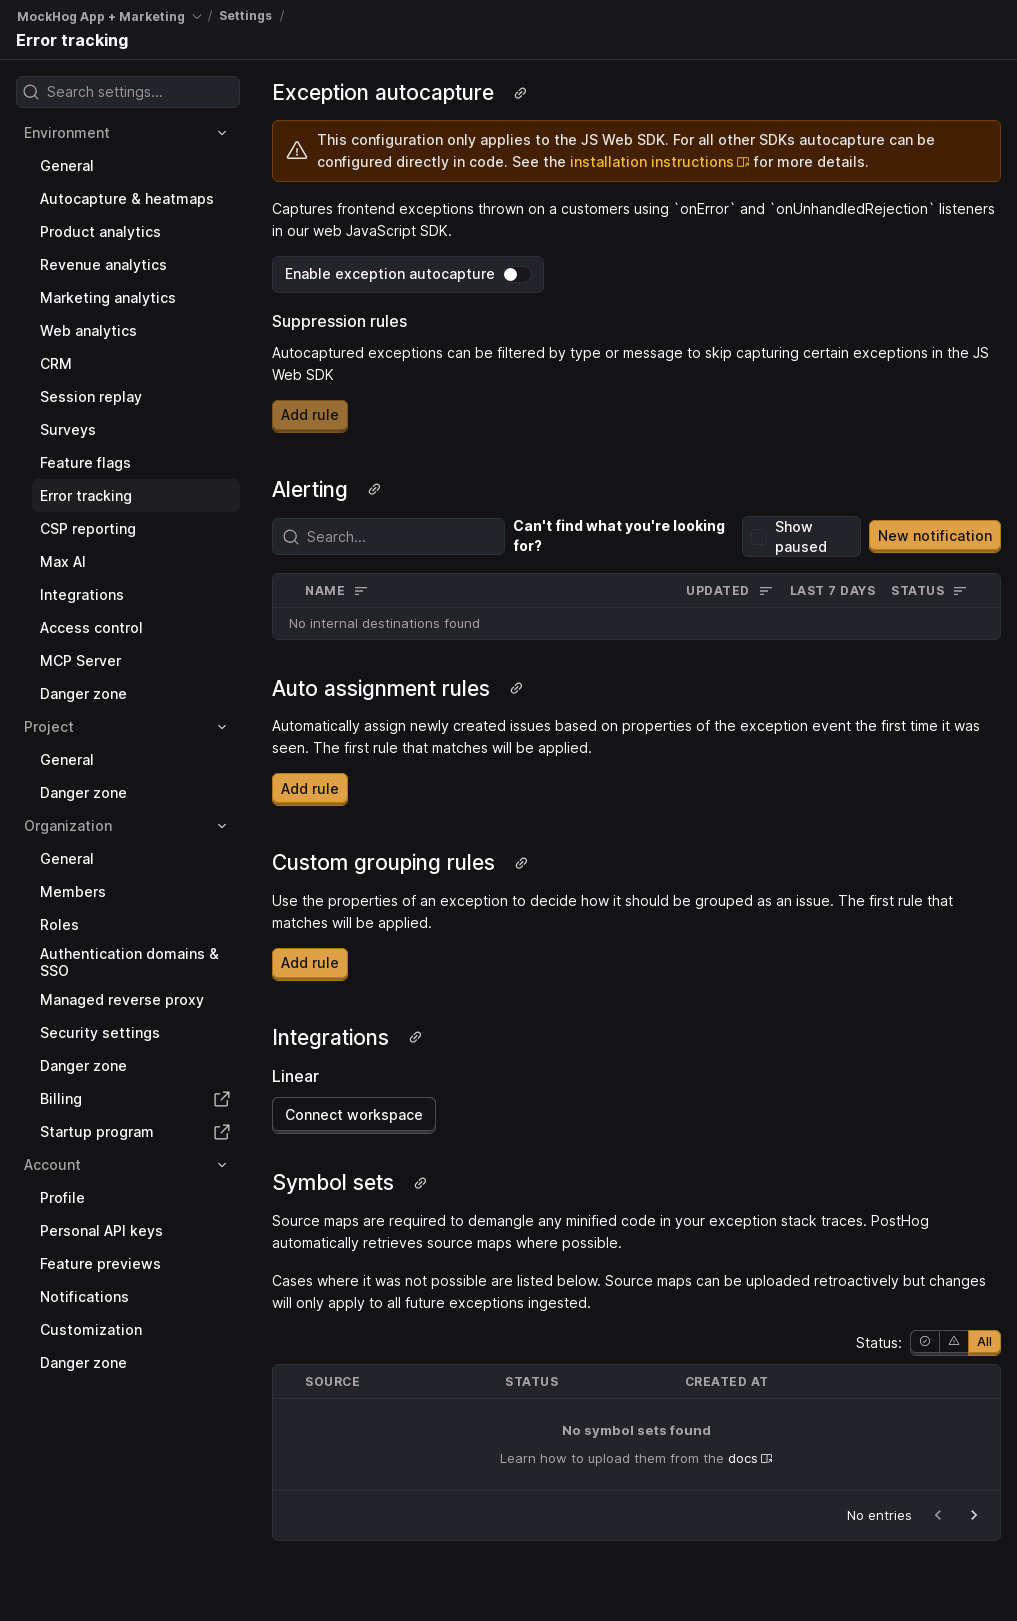 MockHog App + Marketing / Settings /
Error tracking
Search settings...
Environment
General
Autocapture & heatmaps
Product analytics
Revenue analytics
Marketing analytics
Web analytics
CRM
Session replay
Surveys
Feature flags
Error tracking
CSP reporting
Max AI
Integrations
Access control
MCP Server
Danger zone
Project
General
Danger zone
Organization
General
Members
Roles
Authentication domains &
SSO
Managed reverse proxy
Security settings
Danger zone
Billing
Startup program
Account
Profile
Personal API keys
Feature previews
Notifications
Customization
Danger zone
Exception autocapture
This configuration only applies to the JS Web SDK. For all other SDKs autocapture can be
configured directly in code. See the installation instructions for more details.
Captures frontend exceptions thrown on a customers using `onError` and `onUnhandledRejection` listeners
in our web JavaScript SDK.
Enable exception autocapture
Suppression rules
Autocaptured exceptions can be filtered by type or message to skip capturing certain exceptions in the JS
Web SDK
Add rule
Alerting
Search...
Can't find what you're looking
for?
Show
paused
New notification
NAME UPDATED LAST 7 DAYS STATUS
No internal destinations found
Auto assignment rules
Automatically assign newly created issues based on properties of the exception event the first time it was
seen. The first rule that matches will be applied.
Add rule
Custom grouping rules
Use the properties of an exception to decide how it should be grouped as an issue. The first rule that
matches will be applied.
Add rule
Integrations
Linear
Connect workspace
Symbol sets
Source maps are required to demangle any minified code in your exception stack traces. PostHog
automatically retrieves source maps where possible.
Cases where it was not possible are listed below. Source maps can be uploaded retroactively but changes
will only apply to all future exceptions ingested.
Status: All
SOURCE STATUS CREATED AT
No symbol sets found
Learn how to upload them from the docs
No entries